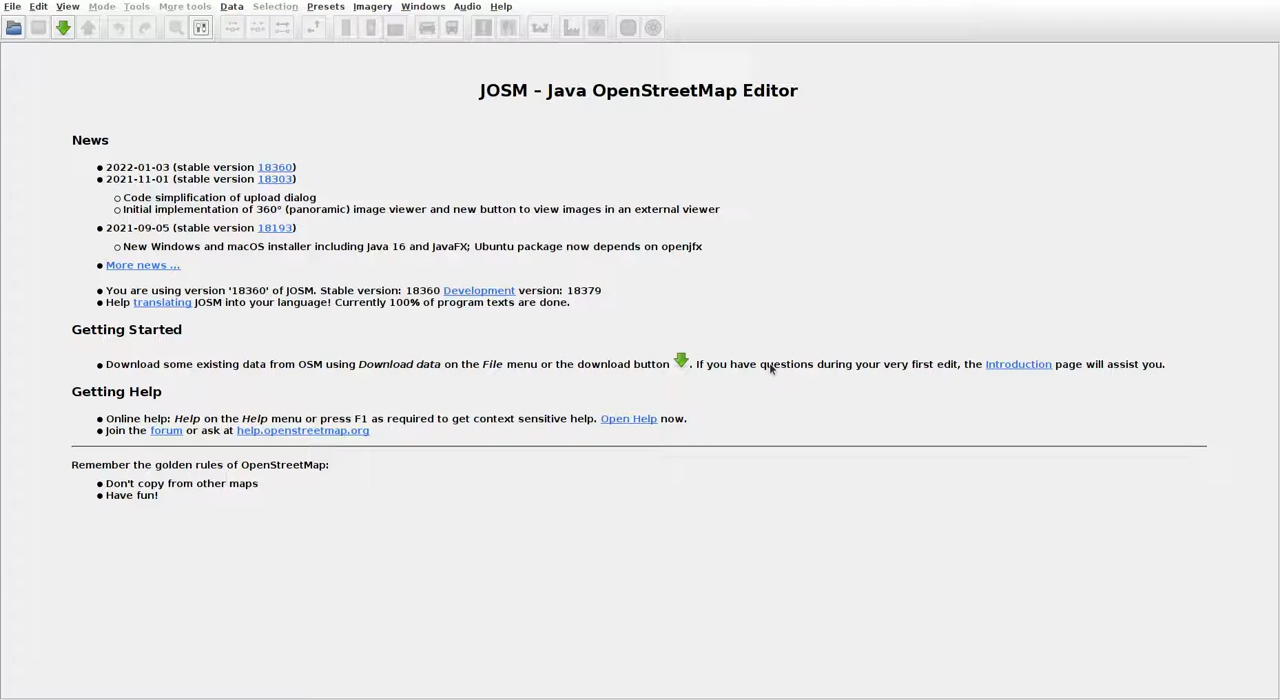 File Edit View Mode Tools More tools Data Selection Presets Imagery Windows Audio Help
JOSM – Java OpenStreetMap Editor
News
2022-01-03 (stable version 18360)
2021-11-01 (stable version 18303)
Code simplification of upload dialog
Initial implementation of 360° (panoramic) image viewer and new button to view images in an external viewer
2021-09-05 (stable version 18193)
New Windows and macOS installer including Java 16 and JavaFX; Ubuntu package now depends on openjfx
More news ...
You are using version '18360' of JOSM. Stable version: 18360 Development version: 18379
Help translating JOSM into your language! Currently 100% of program texts are done.
Getting Started
Download some existing data from OSM using Download data on the File menu or the download button . If you have questions during your very first edit, the Introduction page will assist you.
Getting Help
Online help: Help on the Help menu or press F1 as required to get context sensitive help. Open Help now.
Join the forum or ask at help.openstreetmap.org
Remember the golden rules of OpenStreetMap:
Don't copy from other maps
Have fun!